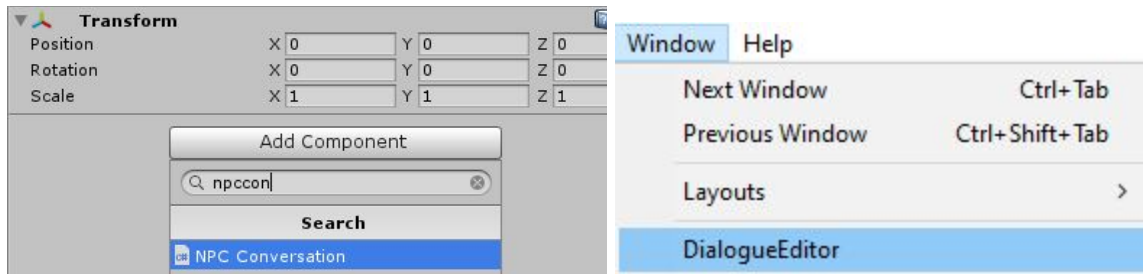 Transform
Position X 0 Y 0 Z 0
Rotation X 0 Y 0 Z 0
Scale X 1 Y 1 Z 1
Add Component
npccon
Search
C# NPC Conversation
Window Help
Next Window Ctrl+Tab
Previous Window Ctrl+Shift+Tab
Layouts >
DialogueEditor